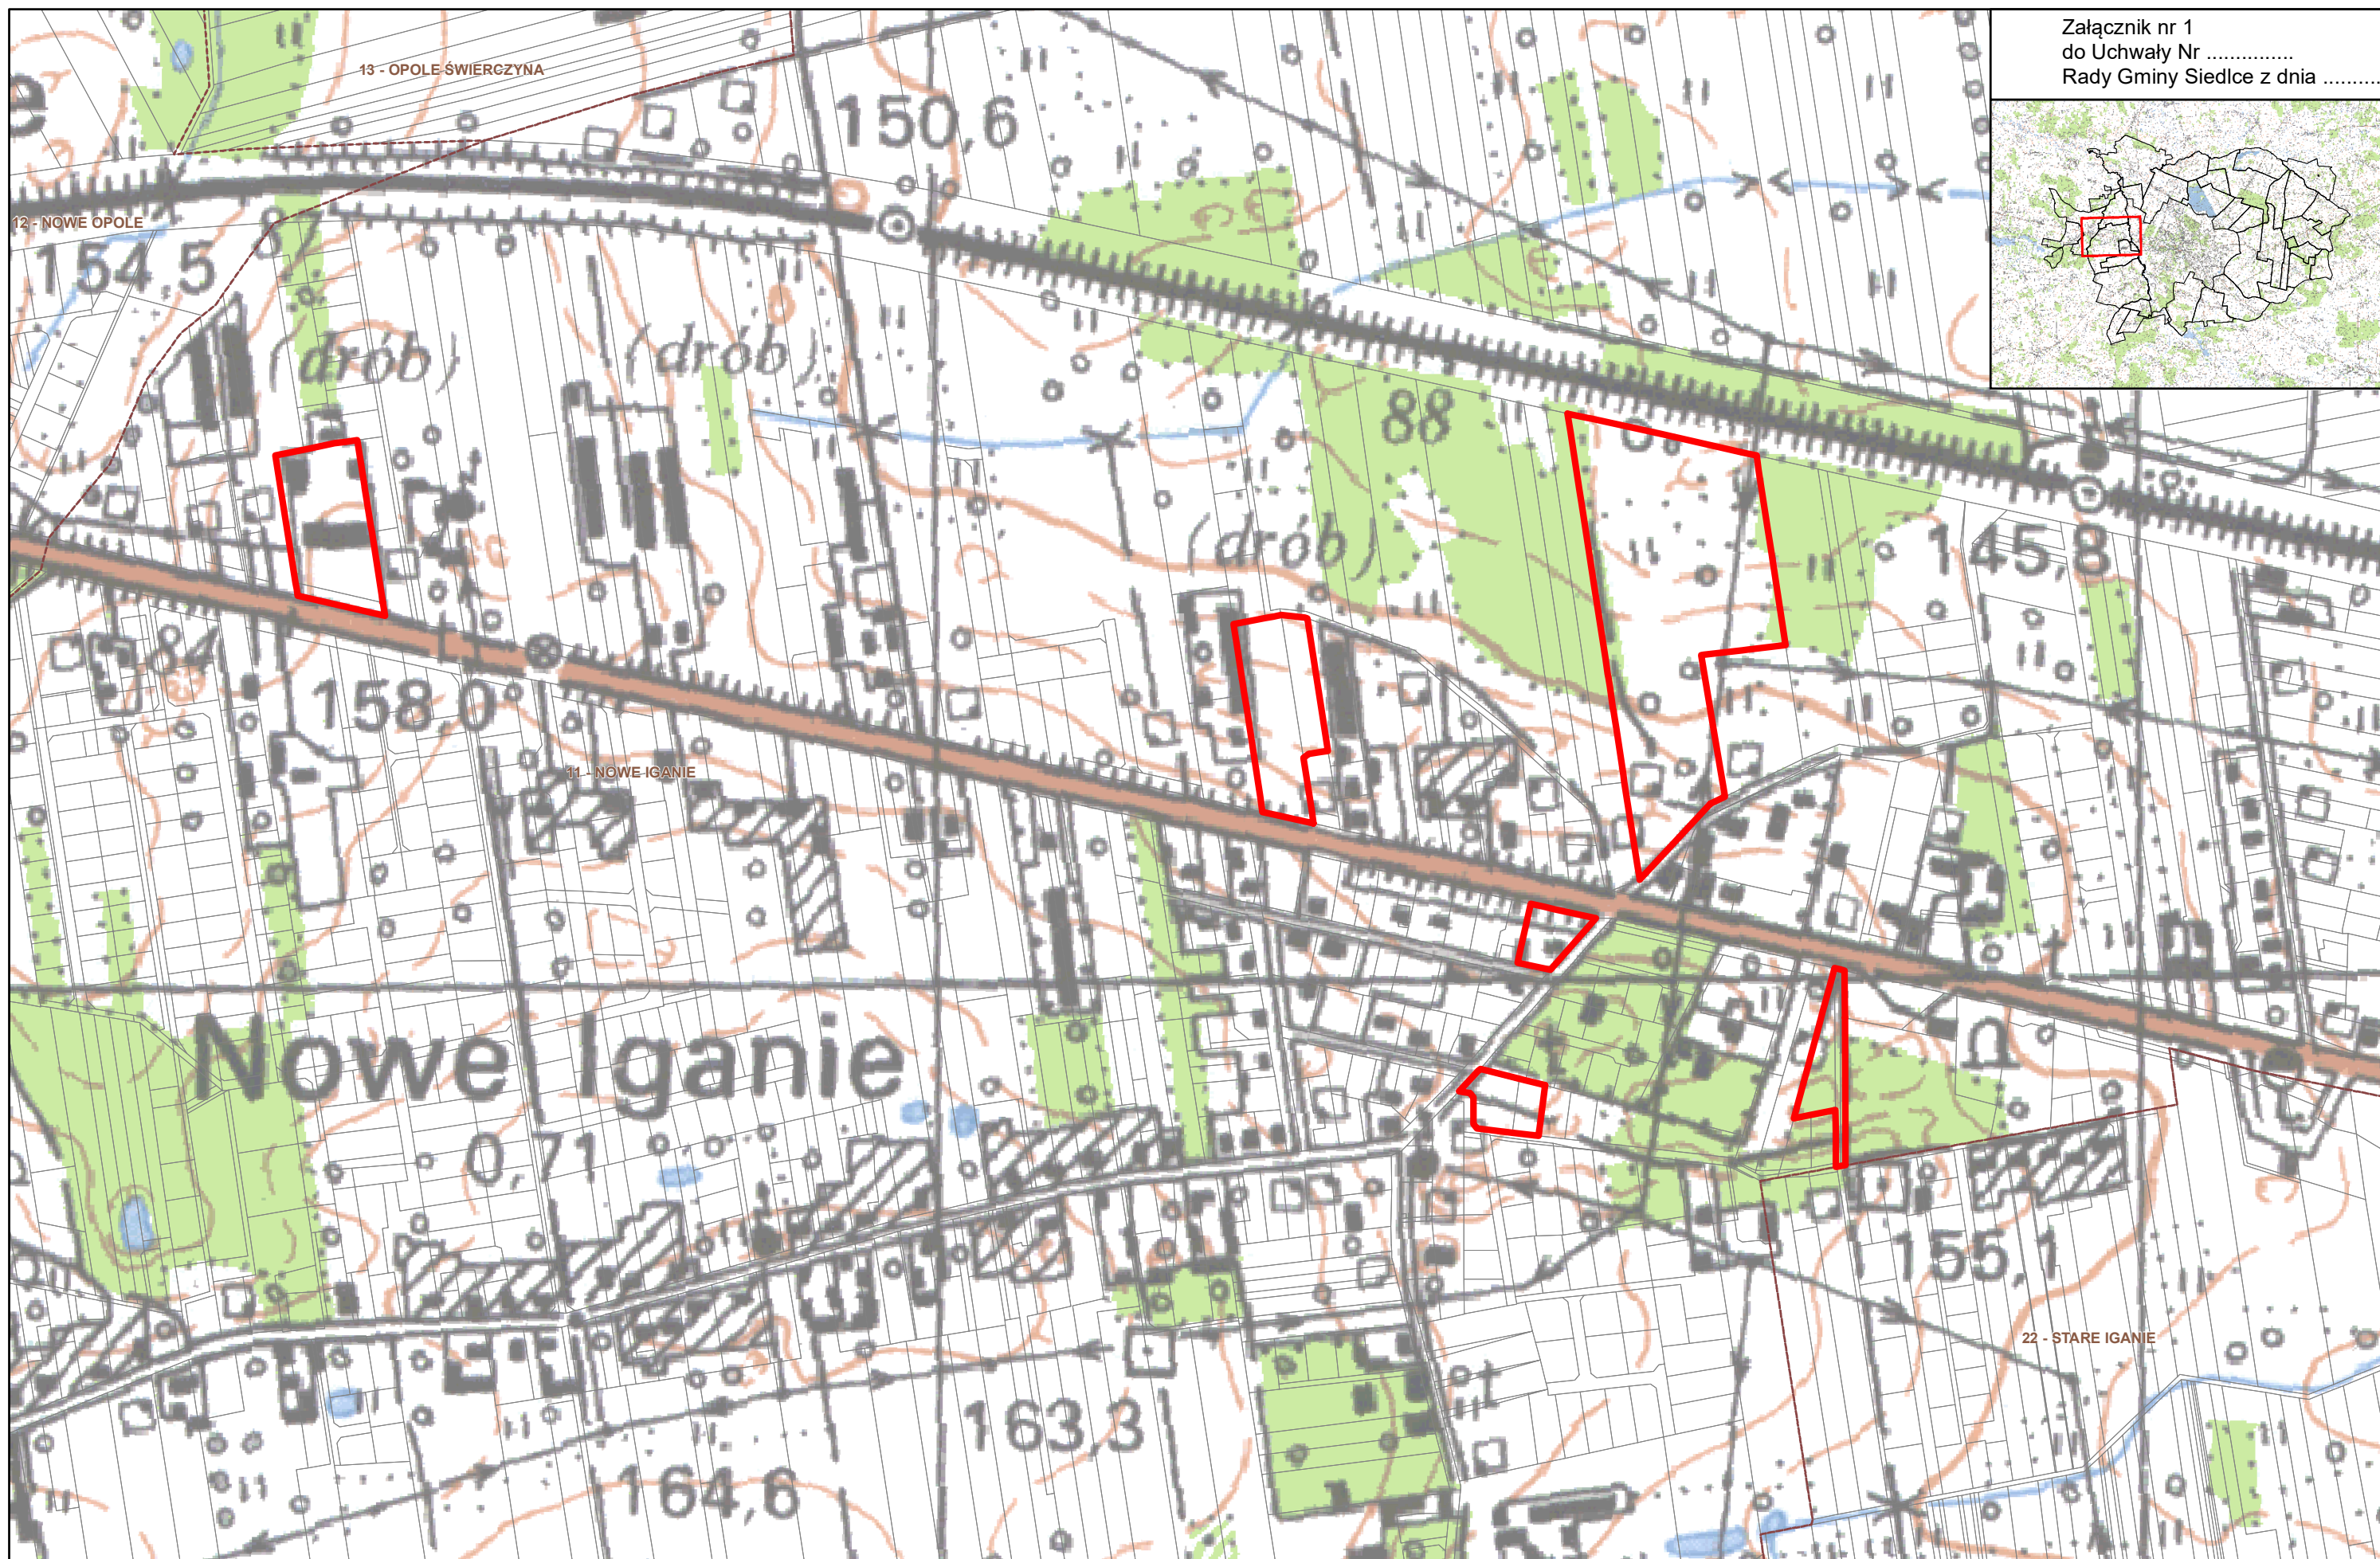 Załącznik nr 1
do Uchwały Nr ...............
Rady Gminy Siedlce z dnia ..........
13 - OPOLE ŚWIERCZYNA
e
150,6
12 - NOWE OPOLE
154,5
87
(drób)
(drób)
88
(drób)
145,8
84
158,0
11 - NOWE IGANIE
Nowe Iganie
0,71
155,1
22 - STARE IGANIE
163,3
164,6